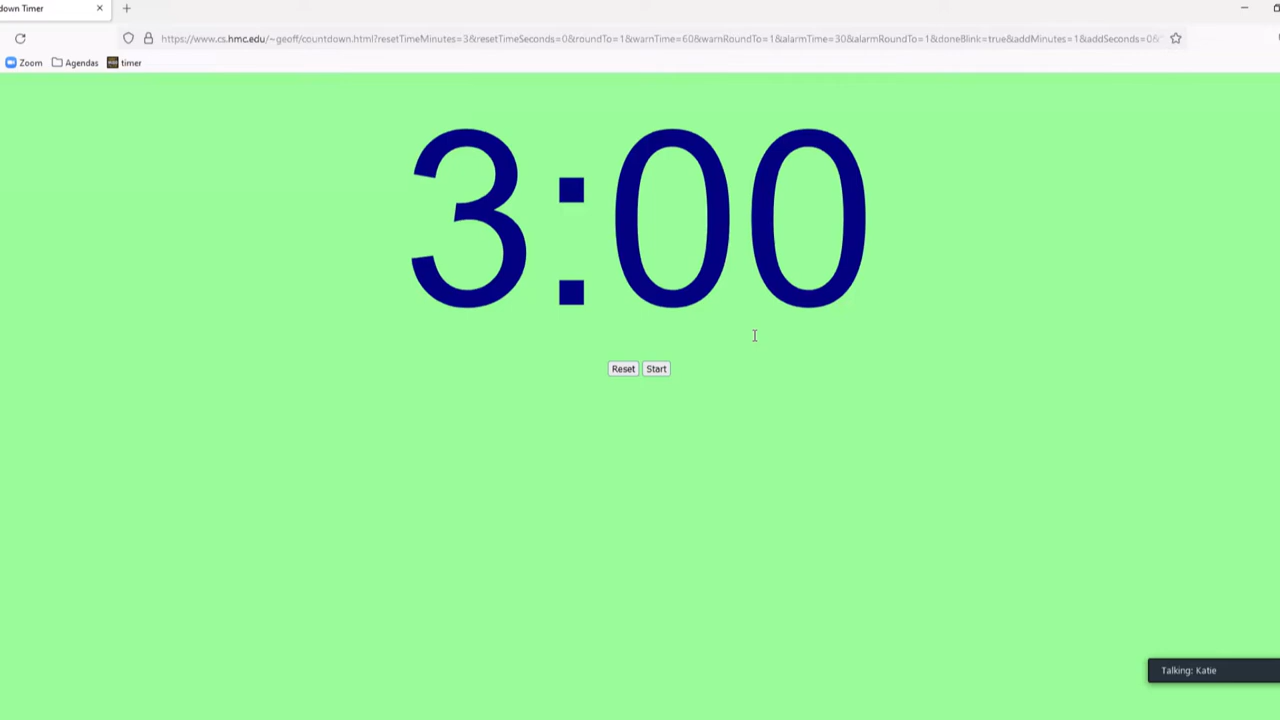 down Timer
https://www.cs.hmc.edu/~geoff/countdown.html?resetTimeMinutes=3&resetTimeSeconds=0&roundTo=1&warnTime=60&warnRoundTo=1&alarmTime=30&alarmRoundTo=1&doneBlink=true&addMinutes=1&addSeconds=0&
Zoom Agendas timer
3:00
Reset Start
Talking: Katie